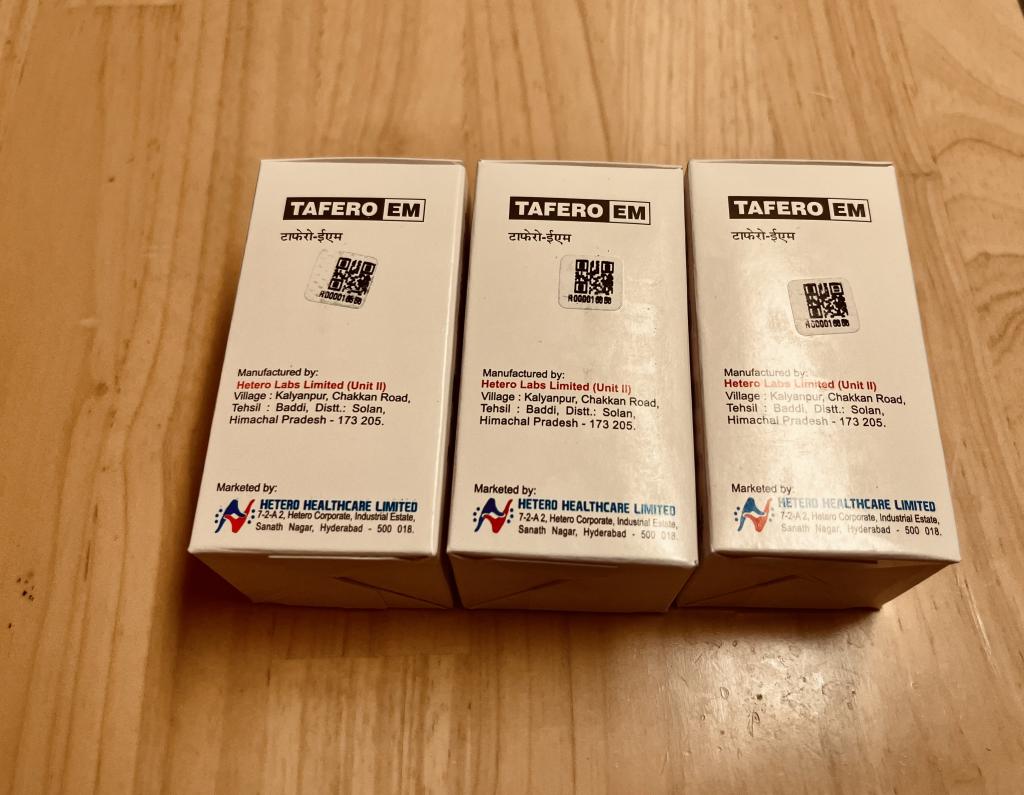 TAFERO EM
टाफेरो-ईएम
R000016868
Manufactured by:
Hetero Labs Limited (Unit II)
Village : Kalyanpur, Chakkan Road,
Tehsil : Baddi, Distt.: Solan,
Himachal Pradesh - 173 205.
Marketed by:
HETERO HEALTHCARE LIMITED
7-2-A 2, Hetero Corporate, Industrial Estate,
Sanath Nagar, Hyderabad - 500 018.
TAFERO EM
टाफेरो-ईएम
Manufactured by:
Hetero Labs Limited (Unit II)
Village : Kalyanpur, Chakkan Road,
Tehsil : Baddi, Distt.: Solan,
Himachal Pradesh - 173 205.
Marketed by:
HETERO HEALTHCARE LIMITED
7-2-A 2, Hetero Corporate, Industrial Estate,
Sanath Nagar, Hyderabad - 500 018.
TAFERO EM
टाफेरो-ईएम
Manufactured by:
Hetero Labs Limited (Unit II)
Village : Kalyanpur, Chakkan Road,
Tehsil : Baddi, Distt.: Solan,
Himachal Pradesh - 173 205.
Marketed by:
HETERO HEALTHCARE LIMITED
7-2-A 2, Hetero Corporate, Industrial Estate,
Sanath Nagar, Hyderabad - 500 018.